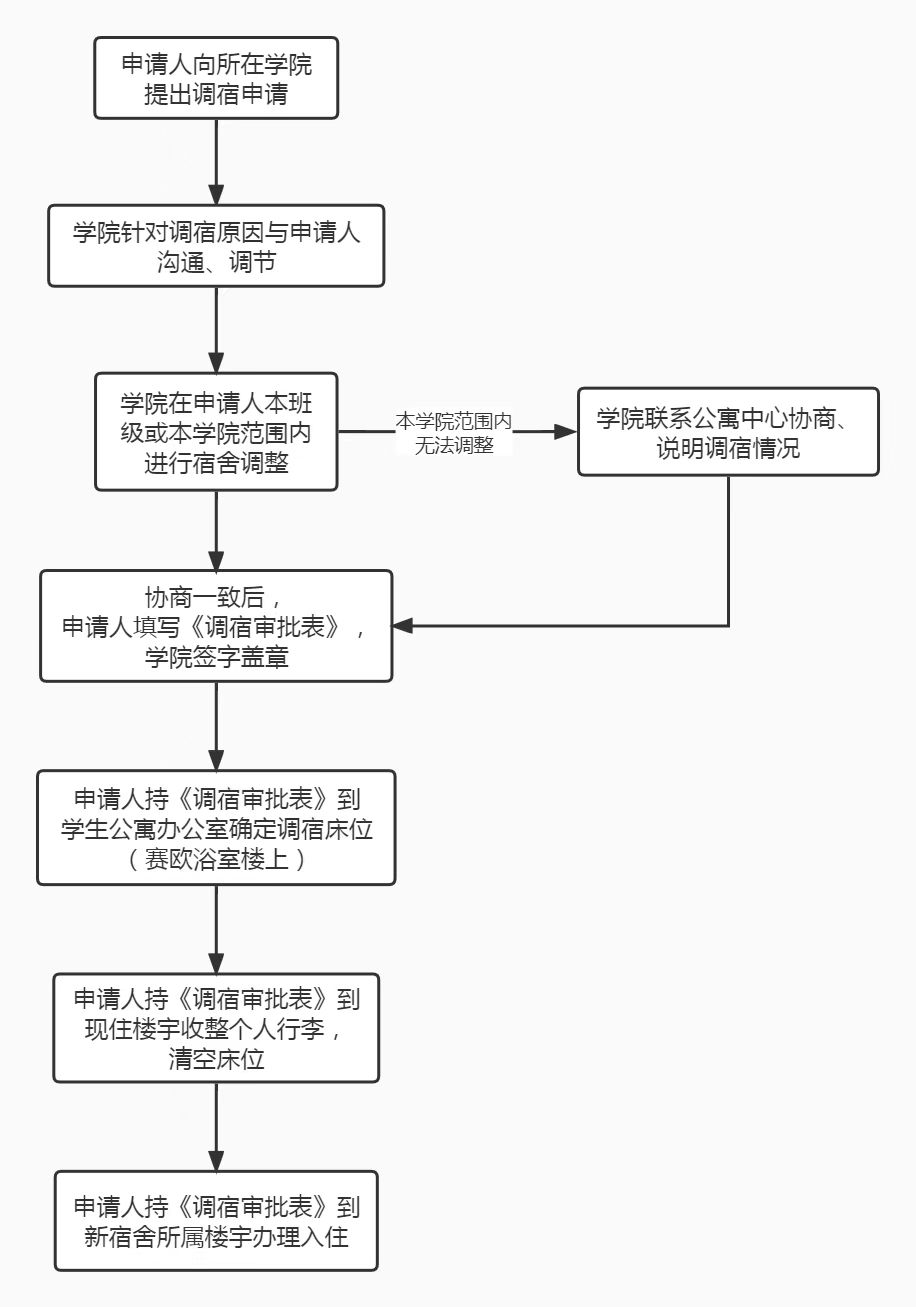 申请人向所在学院
提出调宿申请
学院针对调宿原因与申请人
沟通、调节
学院在申请人本班
级或本学院范围内
进行宿舍调整
本学院范围内
无法调整
学院联系公寓中心协商、
说明调宿情况
协商一致后，
申请人填写《调宿审批表》，
学院签字盖章
申请人持《调宿审批表》到
学生公寓办公室确定调宿床位
（赛欧浴室楼上）
申请人持《调宿审批表》到
现住楼宇收整个人行李，
清空床位
申请人持《调宿审批表》到
新宿舍所属楼宇办理入住